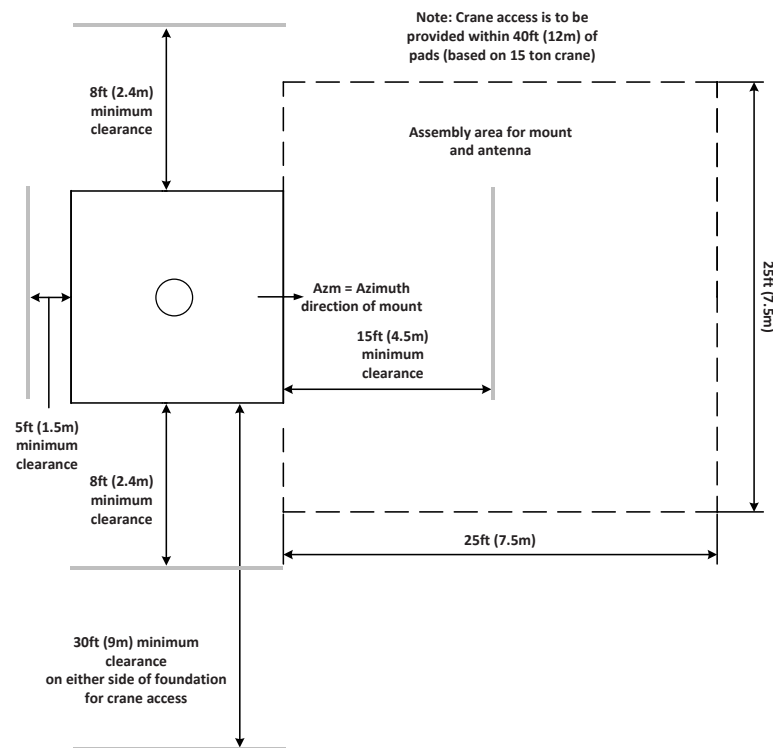 Note: Crane access is to be
provided within 40ft (12m) of
pads (based on 15 ton crane)
8ft (2.4m)
minimum
clearance
Assembly area for mount
and antenna
Azm = Azimuth
direction of mount
15ft (4.5m)
minimum
clearance
25ft (7.5m)
5ft (1.5m)
minimum
clearance
8ft (2.4m)
minimum
clearance
25ft (7.5m)
30ft (9m) minimum
clearance
on either side of foundation
for crane access